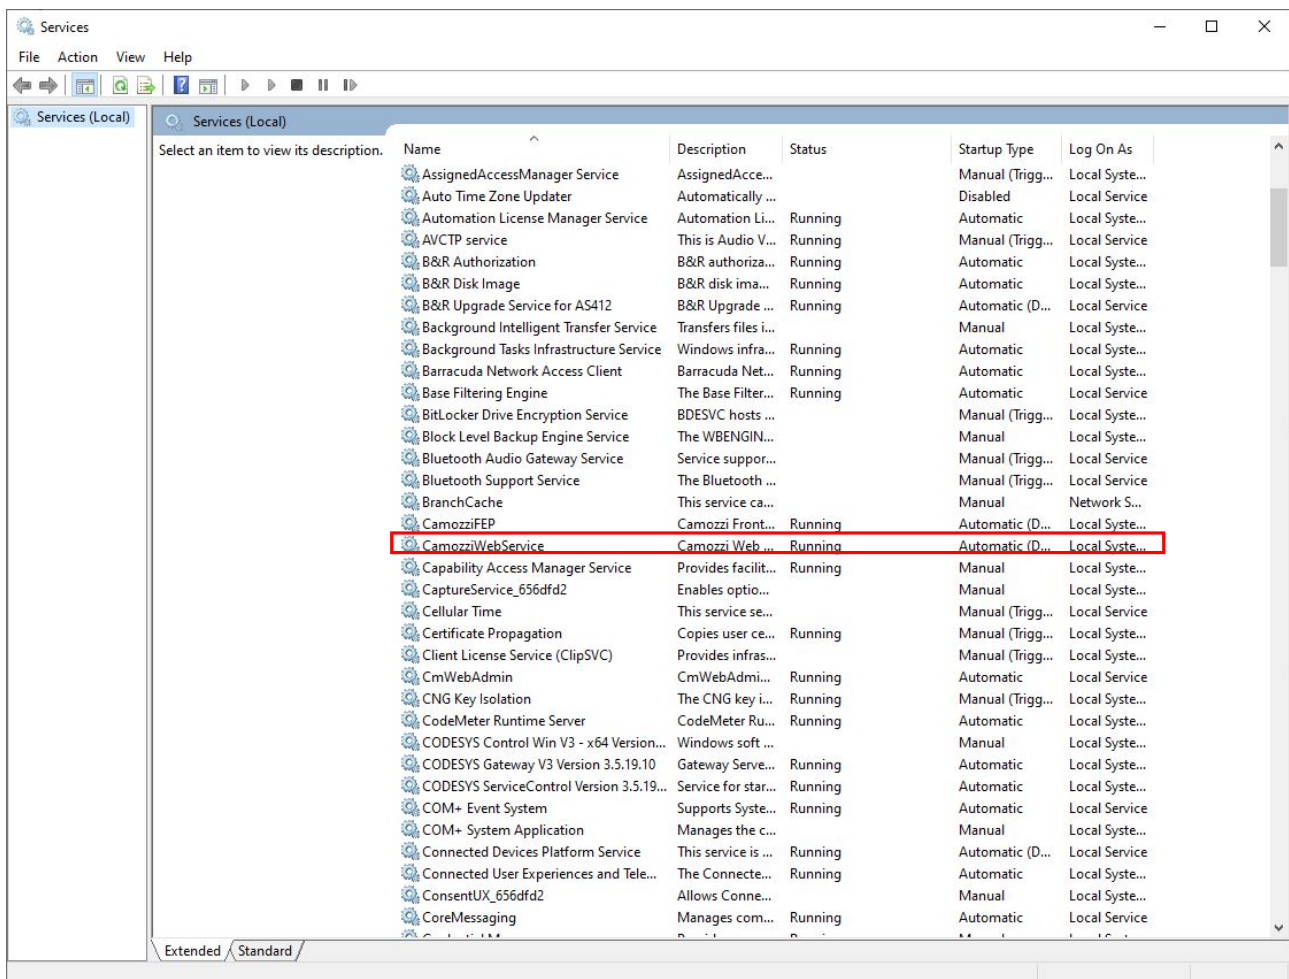 Services
File Action View Help
Services (Local)
Services (Local)
Select an item to view its description.
Name Description Status Startup Type Log On As
AssignedAccessManager Service AssignedAcce... Manual (Trigg... Local Syste...
Auto Time Zone Updater Automatically ... Disabled Local Service
Automation License Manager Service Automation Li... Running Automatic Local Syste...
AVCTP service This is Audio V... Running Manual (Trigg... Local Service
B&R Authorization B&R authoriza... Running Automatic Local Syste...
B&R Disk Image B&R disk ima... Running Automatic Local Syste...
B&R Upgrade Service for AS412 B&R Upgrade ... Running Automatic (D... Local Service
Background Intelligent Transfer Service Transfers files i... Manual Local Syste...
Background Tasks Infrastructure Service Windows infra... Running Automatic Local Syste...
Barracuda Network Access Client Barracuda Net... Running Automatic Local Syste...
Base Filtering Engine The Base Filter... Running Automatic Local Service
BitLocker Drive Encryption Service BDESVC hosts ... Manual (Trigg... Local Syste...
Block Level Backup Engine Service The WBENGIN... Manual Local Syste...
Bluetooth Audio Gateway Service Service suppor... Manual (Trigg... Local Service
Bluetooth Support Service The Bluetooth ... Manual (Trigg... Local Service
BranchCache This service ca... Manual Network S...
CamozziFEP Camozzi Front... Running Automatic (D... Local Syste...
CamozziWebService Camozzi Web ... Running Automatic (D... Local Syste...
Capability Access Manager Service Provides facilit... Running Manual Local Syste...
CaptureService_656dfd2 Enables optio... Manual Local Syste...
Cellular Time This service se... Manual (Trigg... Local Service
Certificate Propagation Copies user ce... Running Manual (Trigg... Local Syste...
Client License Service (ClipSVC) Provides infras... Manual (Trigg... Local Syste...
CmWebAdmin CmWebAdmi... Running Automatic Local Service
CNG Key Isolation The CNG key i... Running Manual (Trigg... Local Syste...
CodeMeter Runtime Server CodeMeter Ru... Running Automatic Local Syste...
CODESYS Control Win V3 - x64 Version... Windows soft ... Manual Local Syste...
CODESYS Gateway V3 Version 3.5.19.10 Gateway Serve... Running Automatic Local Syste...
CODESYS ServiceControl Version 3.5.19... Service for star... Running Automatic Local Syste...
COM+ Event System Supports Syste... Running Automatic Local Service
COM+ System Application Manages the c... Manual Local Syste...
Connected Devices Platform Service This service is ... Running Automatic (D... Local Service
Connected User Experiences and Tele... The Connecte... Running Automatic Local Syste...
ConsentUX_656dfd2 Allows Conne... Manual Local Syste...
CoreMessaging Manages com... Running Automatic Local Service
Extended Standard